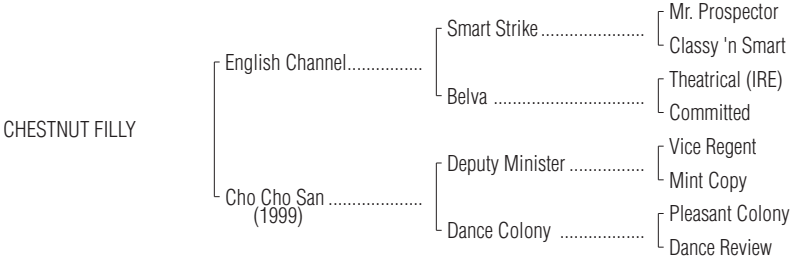 Mr. Prospector
Smart Strike ......................
Classy 'n Smart
English Channel................
Theatrical (IRE)
Belva ................................
Committed
CHESTNUT FILLY
Vice Regent
Deputy Minister ................
Mint Copy
Cho Cho San ....................
(1999)
Pleasant Colony
Dance Colony ..................
Dance Review